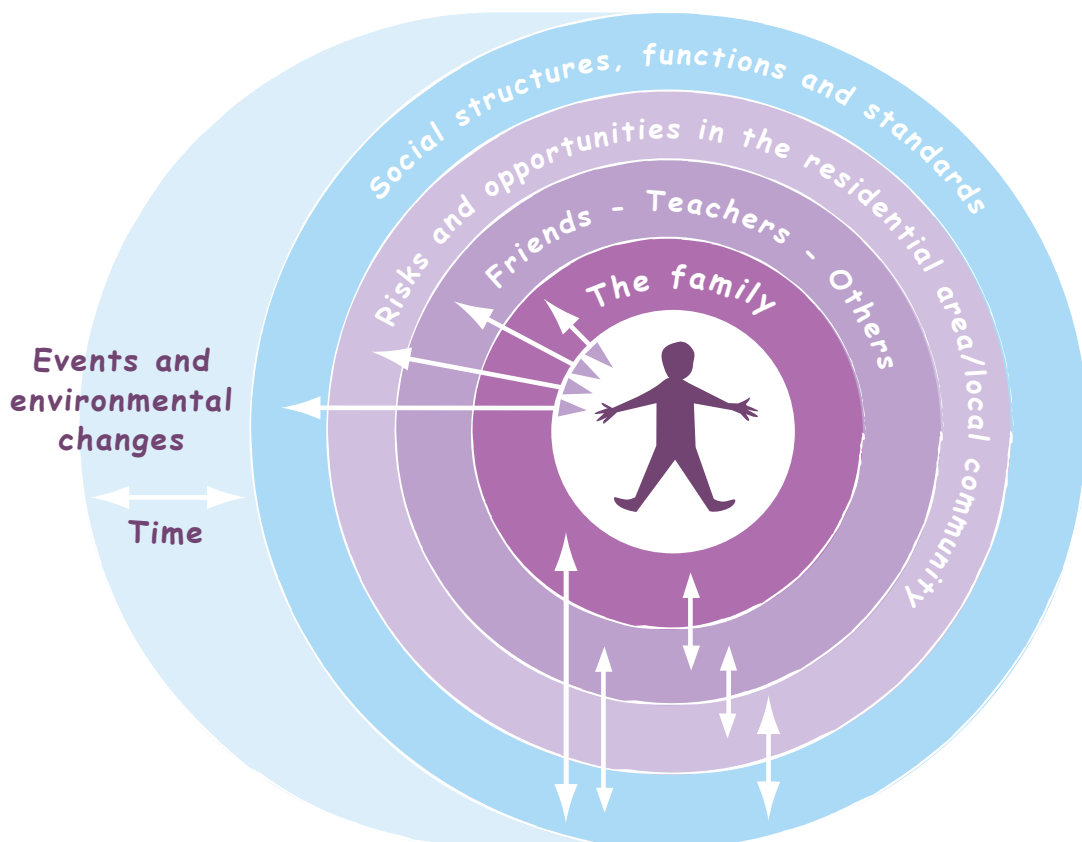 Social structures, functions and standards
Risks and opportunities in the residential area/local community
Friends - Teachers - Others
The family
Events and
environmental
changes
Time